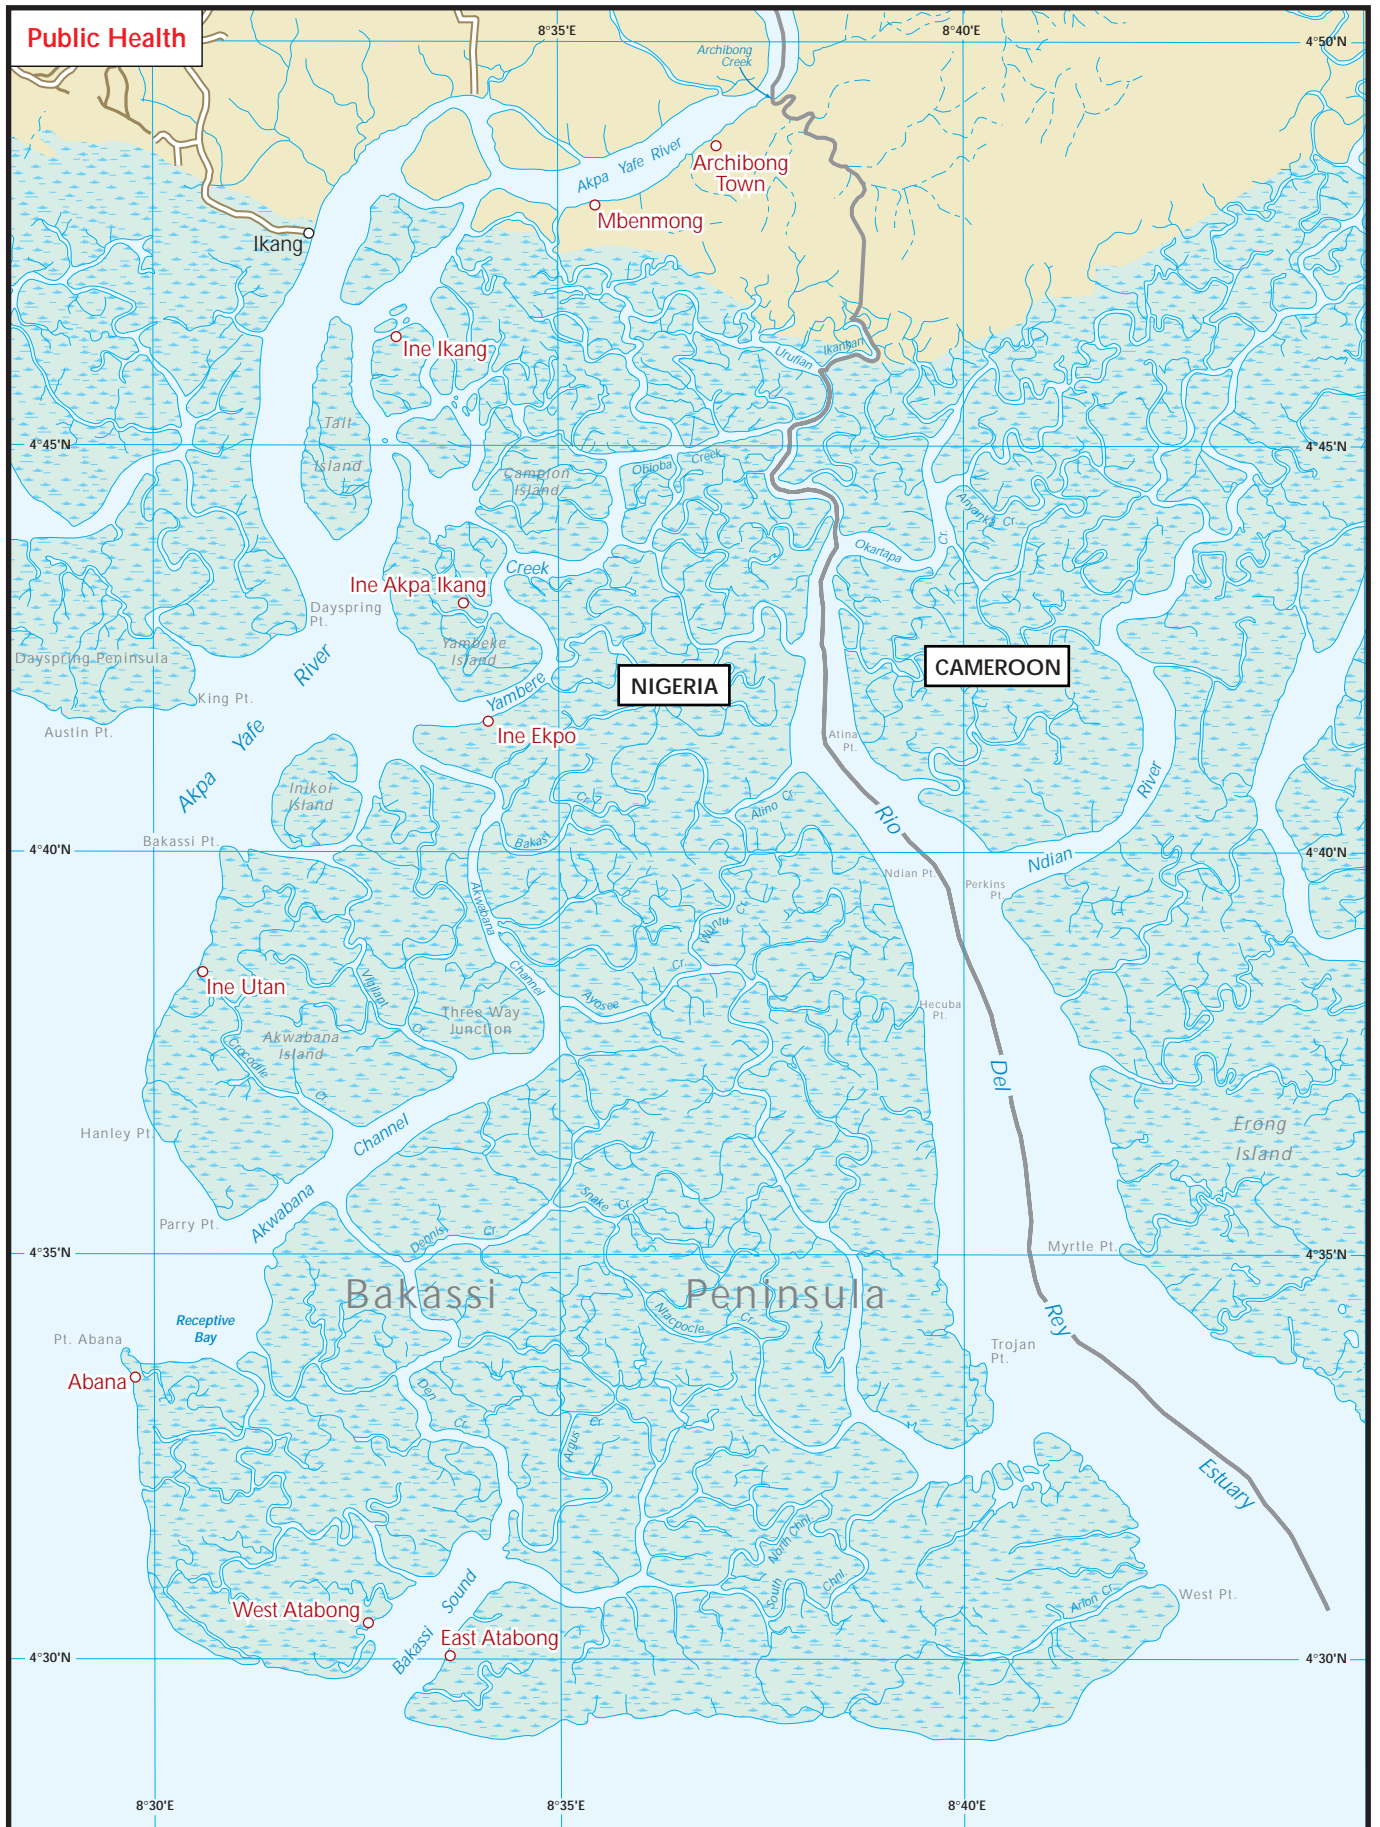 Public Health
8°35'E
8°40'E
4°50'N
Archibong
Creek
Akpa Yafe River
Archibong
Town
Mbenmong
Ikang
Ine Ikang
Urufian
Ikanhan
Tait
Island
4°45'N
4°45'N
Campion
Island
Obioba Creek
Anyanka Cr.
Cr.
Okartapa
Creek
Ine Akpa Ikang
Dayspring
Pt.
Yambeke
Island
Dayspring Peninsula
River
NIGERIA
CAMEROON
King Pt.
Yambere
Austin Pt.
Yafe
Ine Ekpo
Atina
Pt.
Akpa
Inikoi
Island
Cr.
Atino Cr.
River
Rio
Bakassi Pt.
Bakasi
4°40'N
4°40'N
Ndian
Ndian Pt.
Perkins
Pt.
Akwabana
Wuntu Cr.
Cr.
Channel
Ine Utan
Vigilant
Cr.
Ayosee
Three Way
Junction
Hecuba
Pt.
Akwabana
Island
Crocodile
Cr.
Del
Hanley Pt.
Channel
Erong
Island
Akwabana
Snake Cr.
Parry Pt.
Dennis Cr.
4°35'N
4°35'N
Myrtle Pt.
Bakassi Peninsula
Receptive
Bay
Nacpocle Cr.
Rey
Pt. Abana
Trojan
Pt.
Abana
Den
Cr.
Cr.
Argus
Estuary
North Chnl.
South
Chnl.
Sound
Arlon Cr.
West Pt.
West Atabong
Bakassi
East Atabong
4°30'N
4°30'N
8°30'E
8°35'E
8°40'E